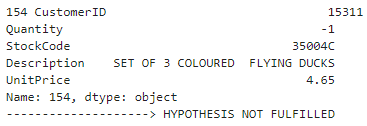 154 CustomerID                            15311
Quantity                                 -1
StockCode                            35004C
Description    SET OF 3 COLOURED  FLYING DUCKS
UnitPrice                              4.65
Name: 154, dtype: object
--------------------> HYPOTHESIS NOT FULFILLED